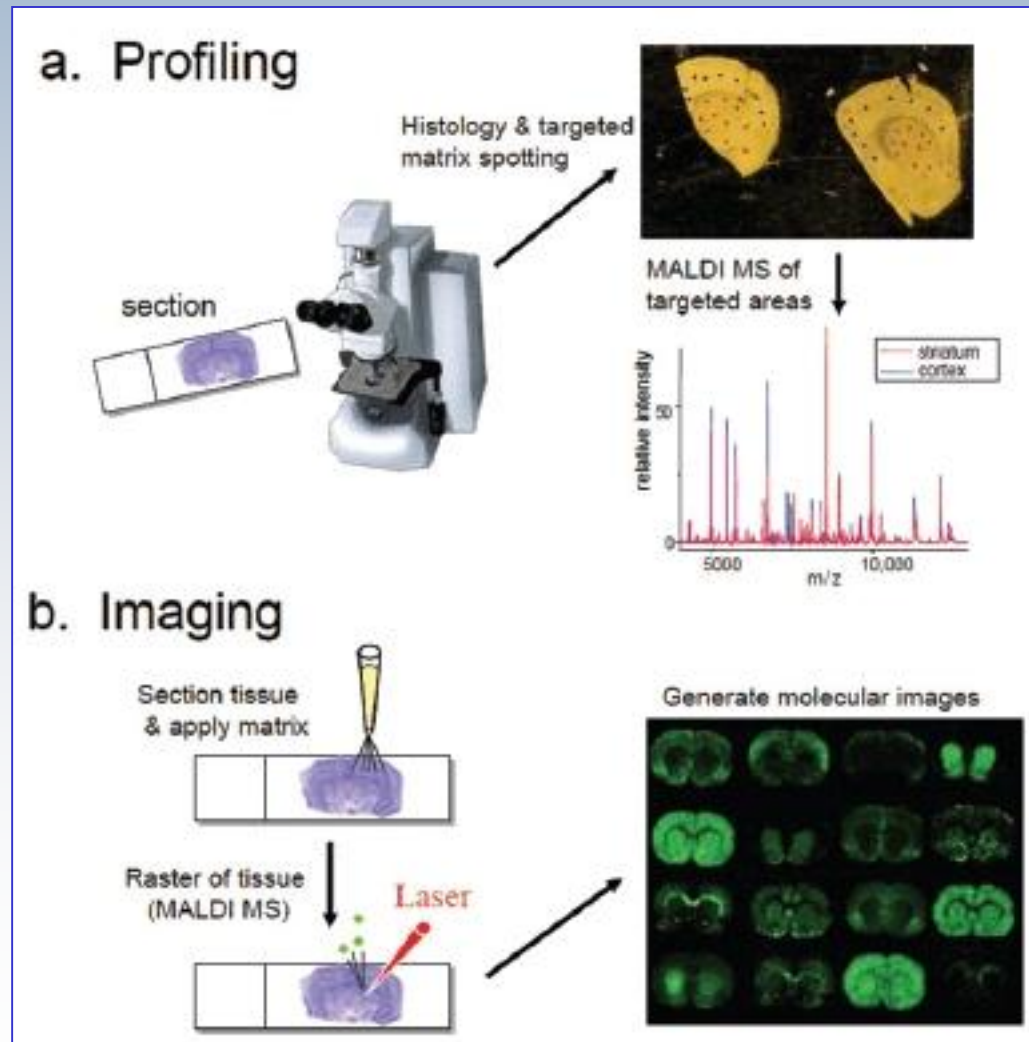 a. Profiling
Histology & targeted
matrix spotting
section
MALDI MS of
targeted areas
striatum
cortex
relative intensity
50
0
5000
10,000
m/z
b. Imaging
Section tissue
& apply matrix
Raster of tissue
(MALDI MS)
Laser
Generate molecular images